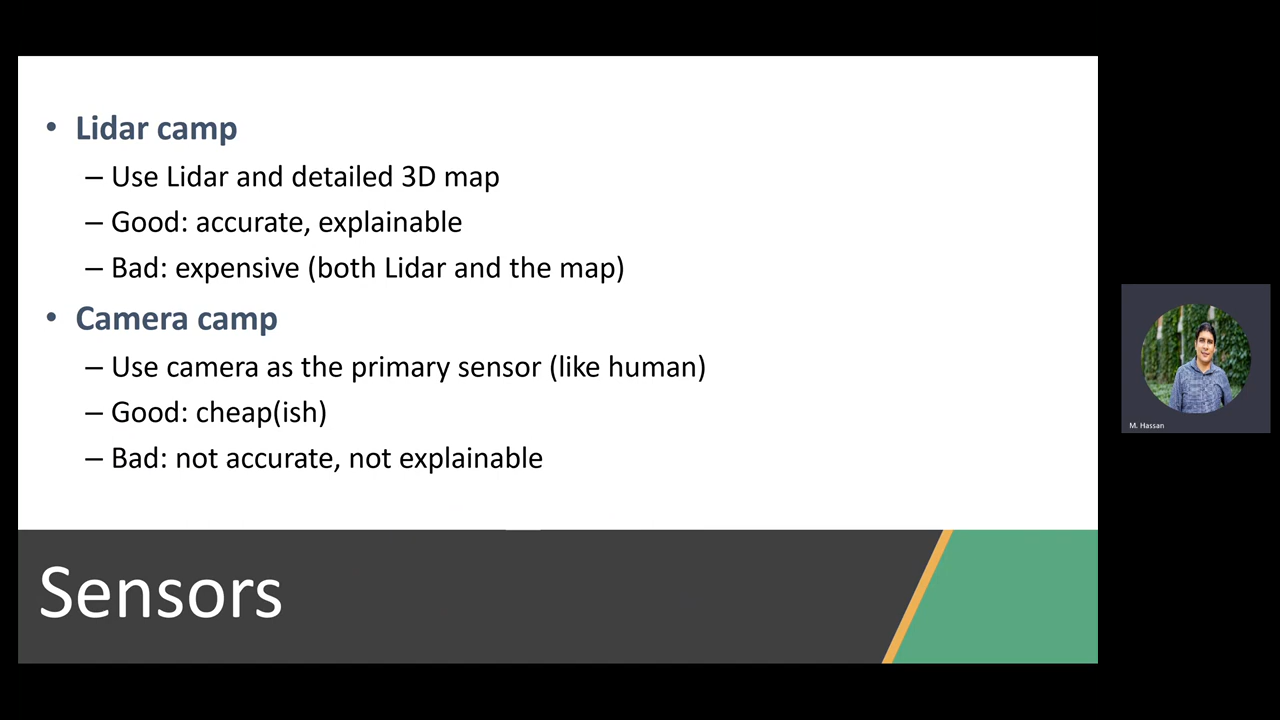 • Lidar camp
– Use Lidar and detailed 3D map
– Good: accurate, explainable
– Bad: expensive (both Lidar and the map)
• Camera camp
– Use camera as the primary sensor (like human)
– Good: cheap(ish)
– Bad: not accurate, not explainable
Sensors
M. Hassan